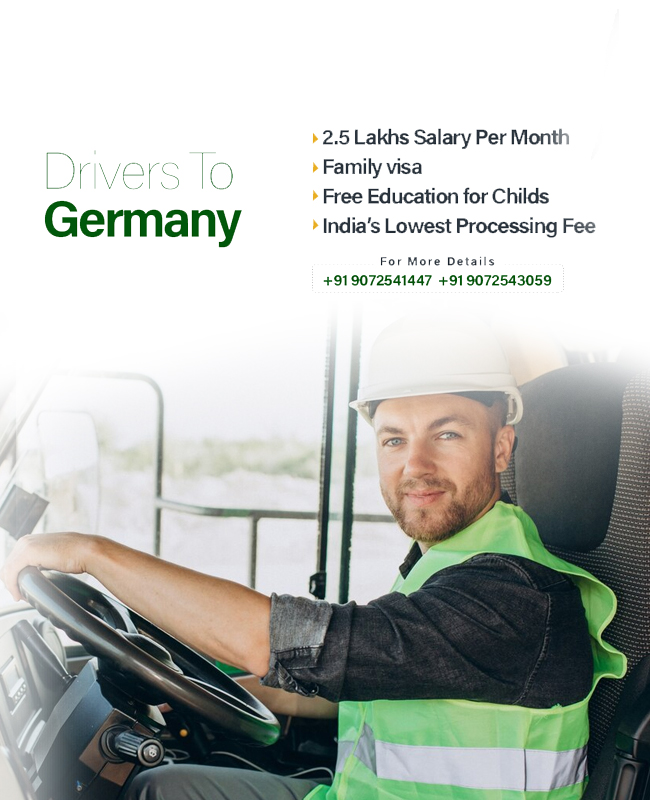 Drivers To
Germany
2.5 Lakhs Salary Per Month
Family visa
Free Education for Childs
India's Lowest Processing Fee
For More Details
+91 9072541447 +91 9072543059